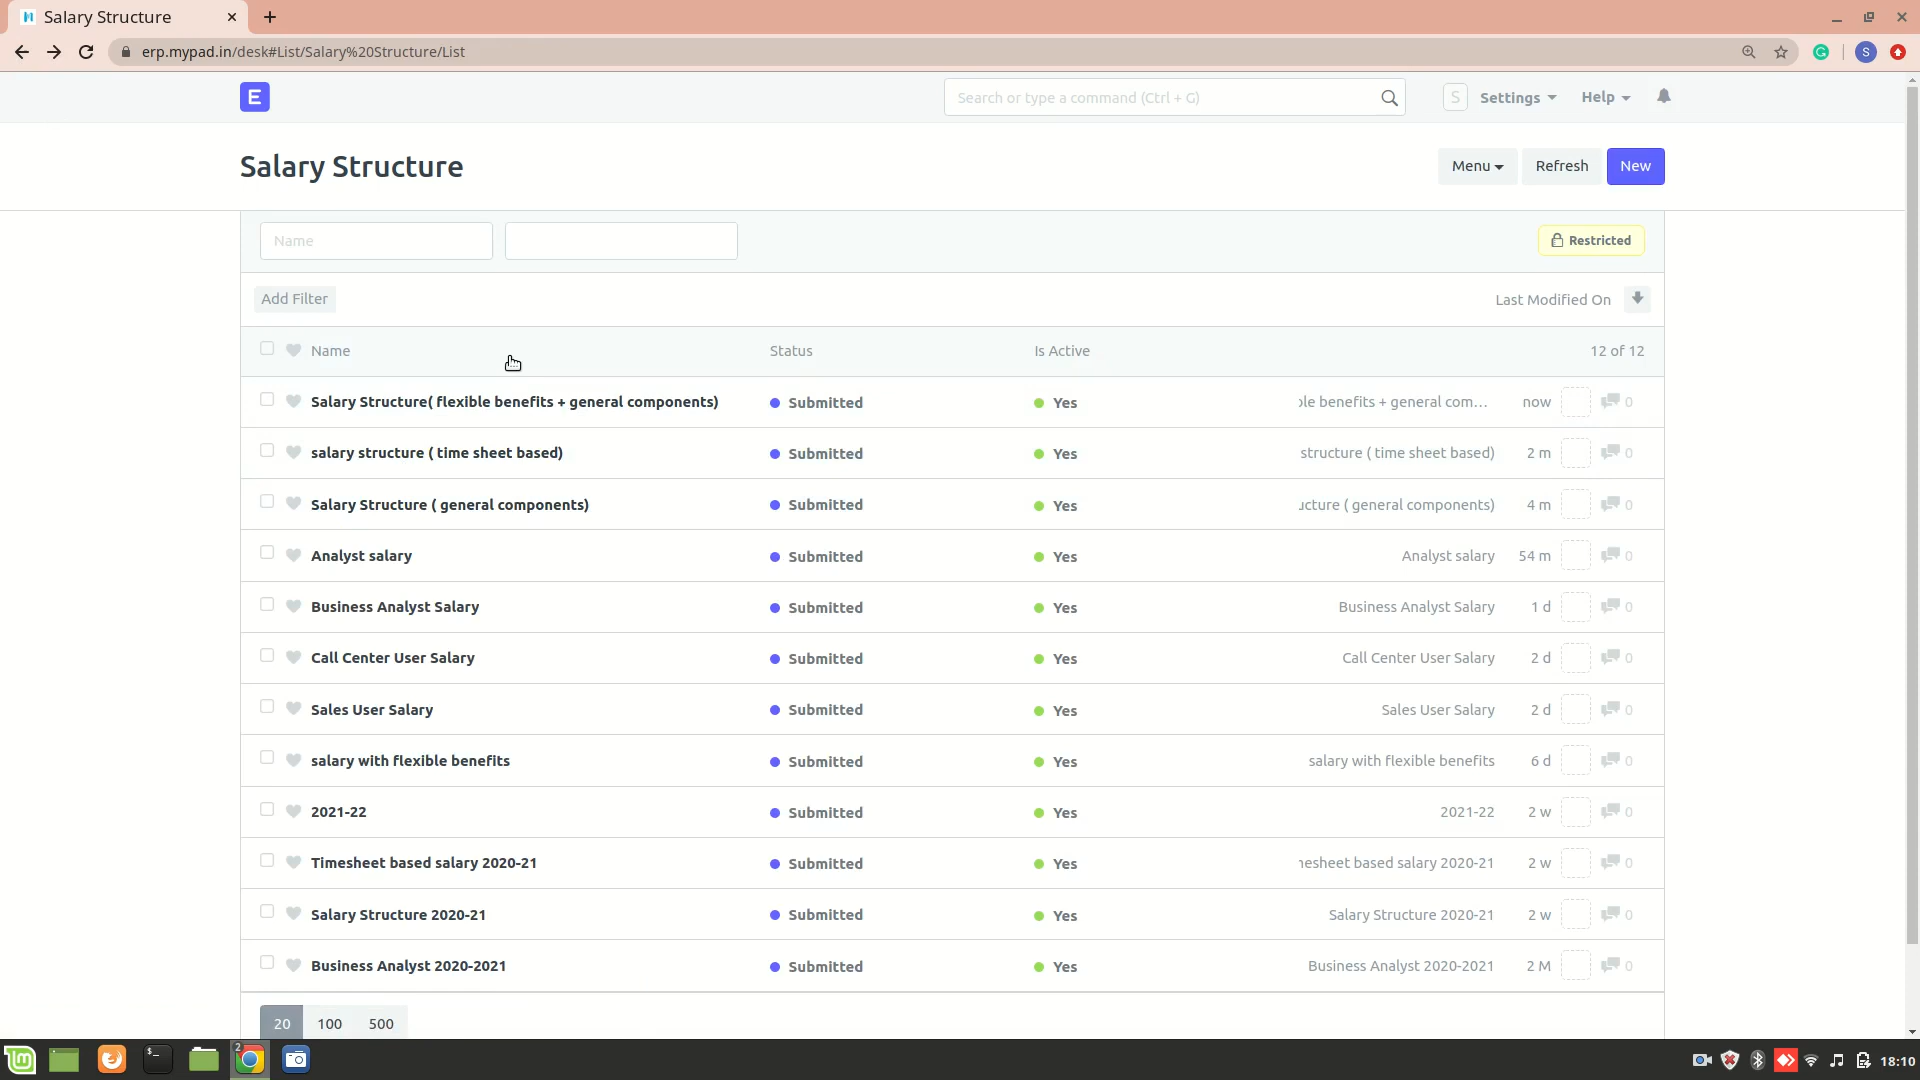 Salary Structure
erp.mypad.in/desk#List/Salary%20Structure/List
S
E
Search or type a command (Ctrl + G)
S Settings Help
Salary Structure
Menu Refresh New
Name
Restricted
Add Filter Last Modified On
Name Status Is Active 12 of 12
Salary Structure( flexible benefits + general components) Submitted Yes le benefits + general com... now 0
salary structure ( time sheet based) Submitted Yes structure ( time sheet based) 2 m 0
Salary Structure ( general components) Submitted Yes ucture ( general components) 4 m 0
Analyst salary Submitted Yes Analyst salary 54 m 0
Business Analyst Salary Submitted Yes Business Analyst Salary 1 d 0
Call Center User Salary Submitted Yes Call Center User Salary 2 d 0
Sales User Salary Submitted Yes Sales User Salary 2 d 0
salary with flexible benefits Submitted Yes salary with flexible benefits 6 d 0
2021-22 Submitted Yes 2021-22 2 w 0
Timesheet based salary 2020-21 Submitted Yes mesheet based salary 2020-21 2 w 0
Salary Structure 2020-21 Submitted Yes Salary Structure 2020-21 2 w 0
Business Analyst 2020-2021 Submitted Yes Business Analyst 2020-2021 2 M 0
20 100 500
2
18:10